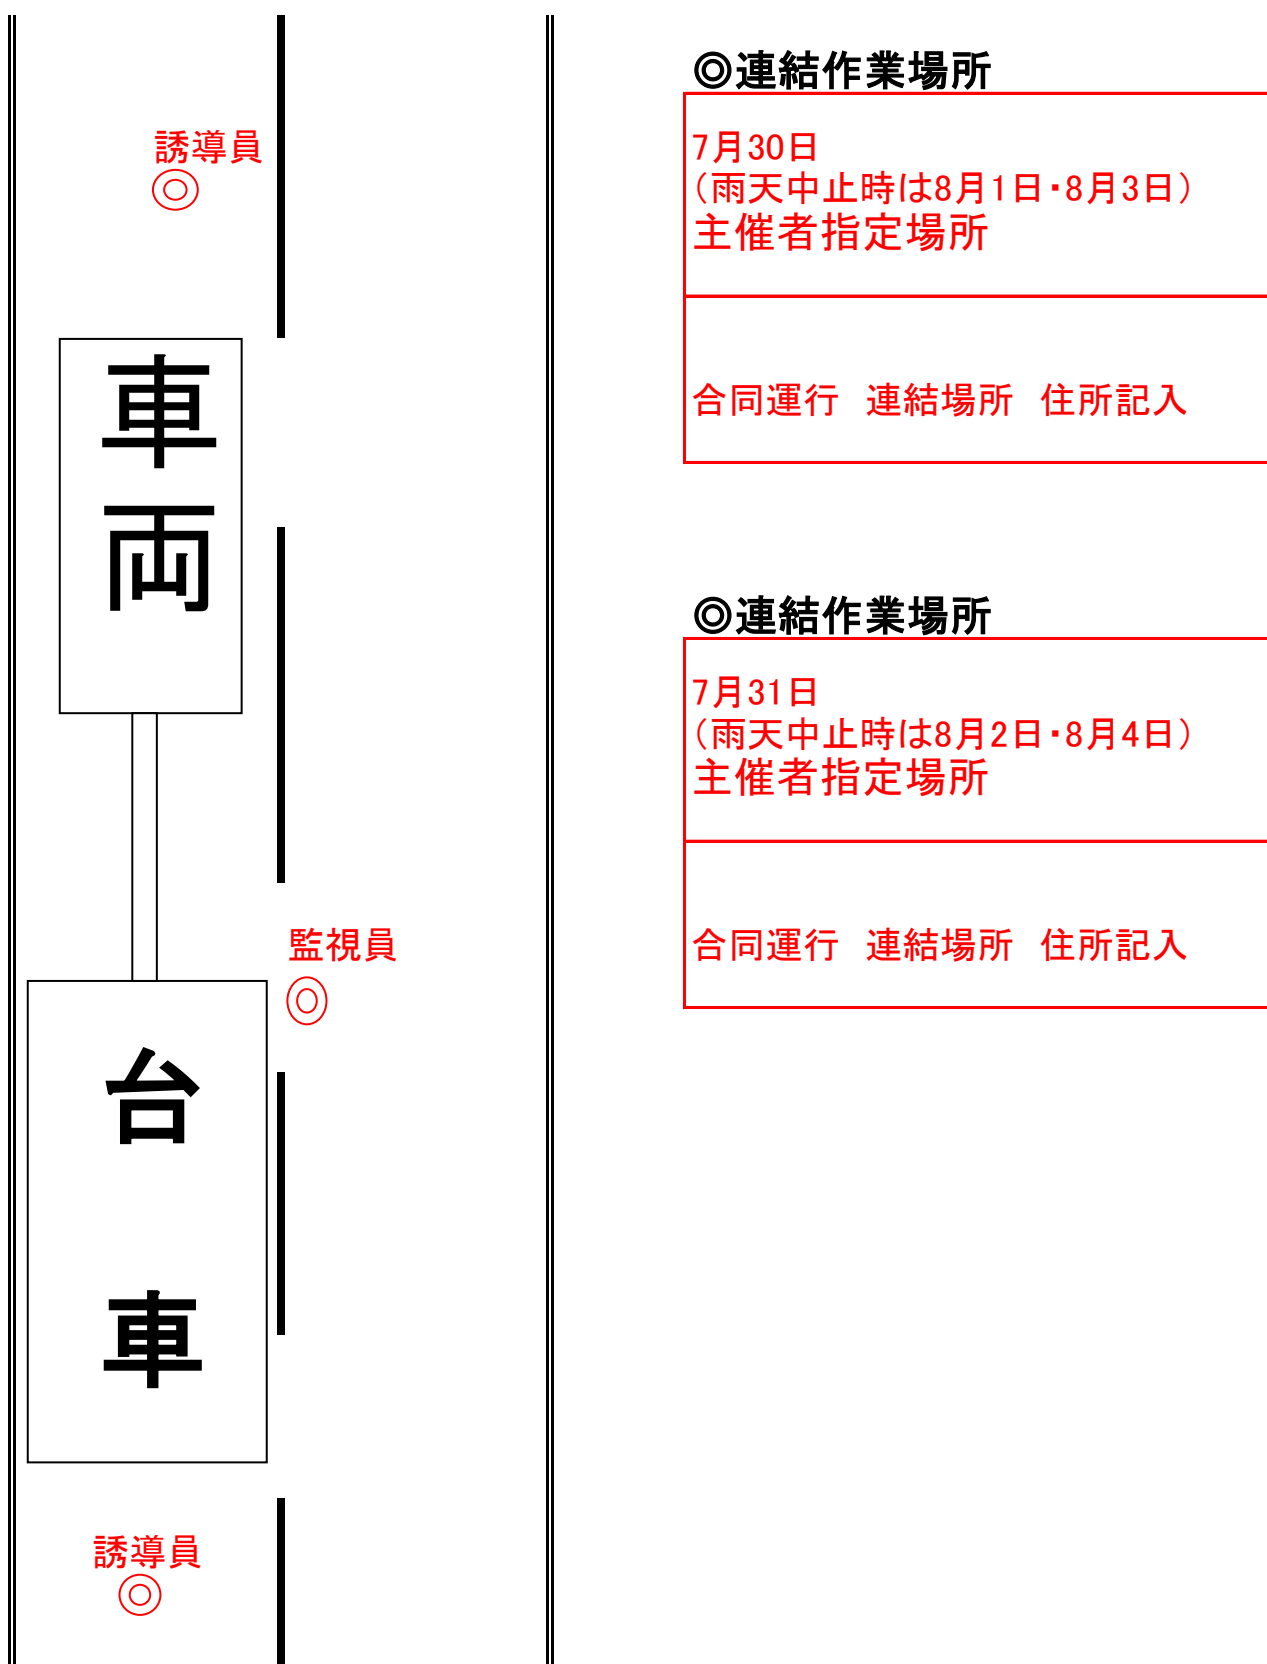 誘導員
◎
車両
監視員
◎
台車
誘導員
◎
◎連結作業場所
7月30日
（雨天中止時は8月1日・8月3日）
主催者指定場所
合同運行　連結場所　住所記入
◎連結作業場所
7月31日
（雨天中止時は8月2日・8月4日）
主催者指定場所
合同運行　連結場所　住所記入